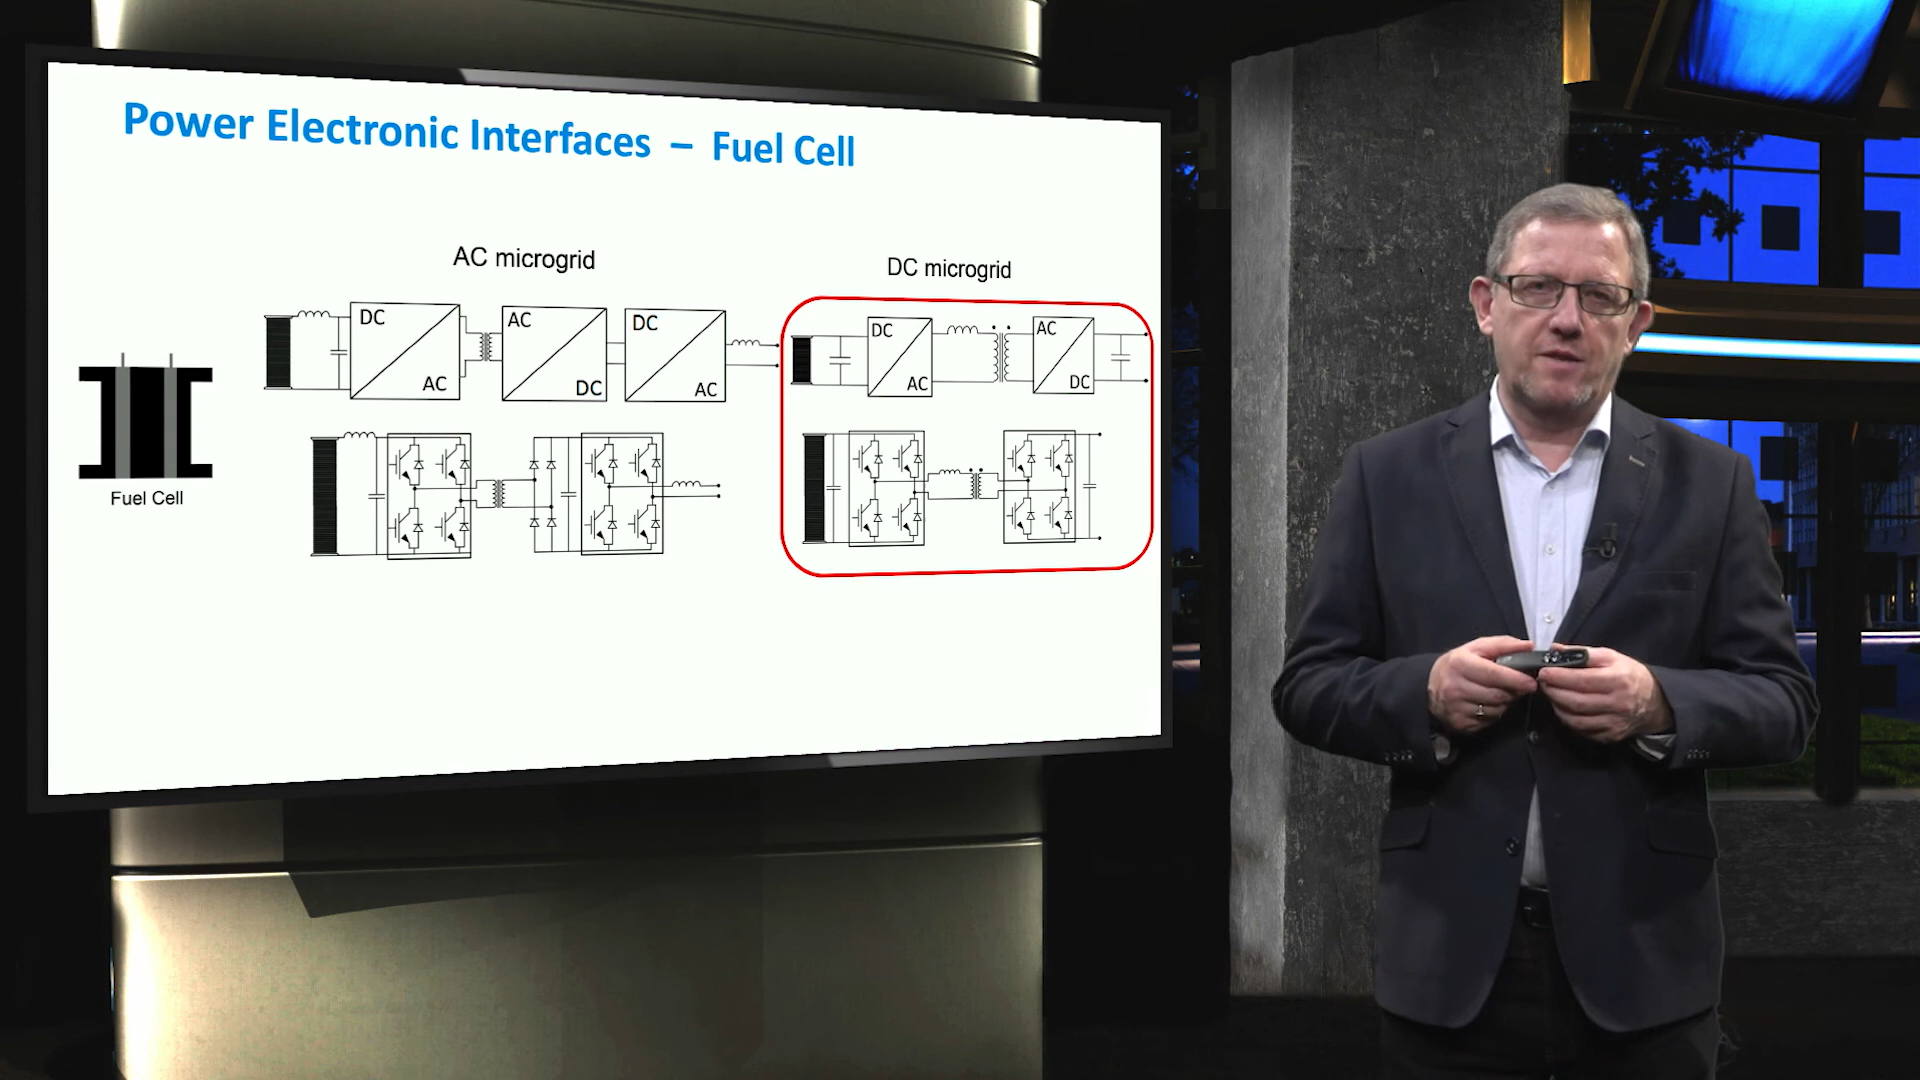 Power Electronic Interfaces – Fuel Cell
AC microgrid
DC microgrid
DC
AC
AC
DC
DC
AC
DC
AC
AC
DC
Fuel Cell